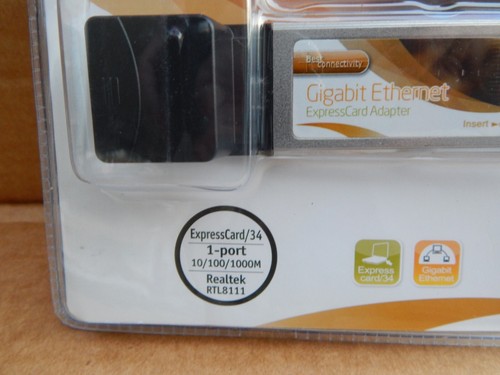 Best
connectivity
Gigabit Ethernet
ExpressCard Adapter
Insert
ExpressCard/34
1-port
10/100/1000M
Realtek
RTL8111
Express
card/34
Gigabit
Ethernet